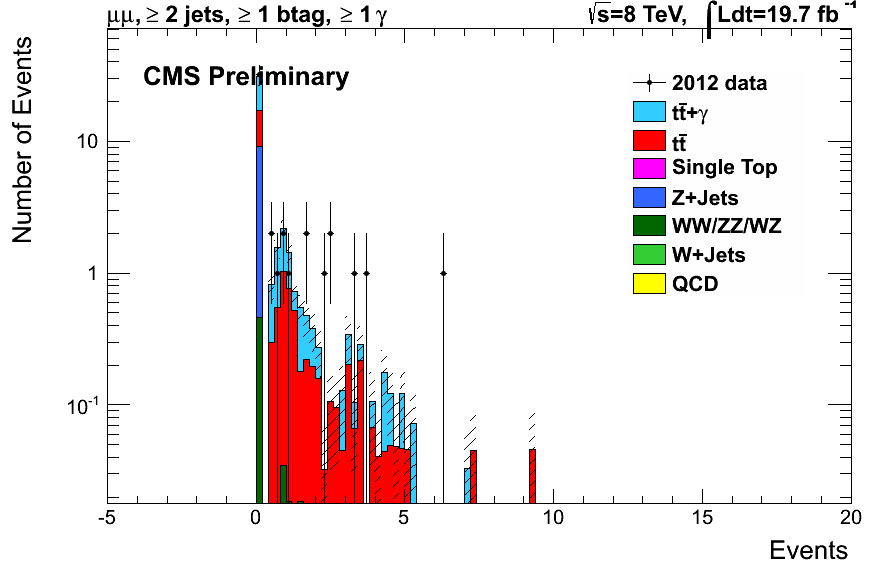 μμ, ≥ 2 jets, ≥ 1 btag, ≥ 1 γ
√s=8 TeV, ∫Ldt=19.7 fb⁻¹
CMS Preliminary
2012 data
tt̄+γ
tt̄
Single Top
Z+Jets
WW/ZZ/WZ
W+Jets
QCD
Number of Events
10
1
10⁻¹
-5 0 5 10 15 20
Events